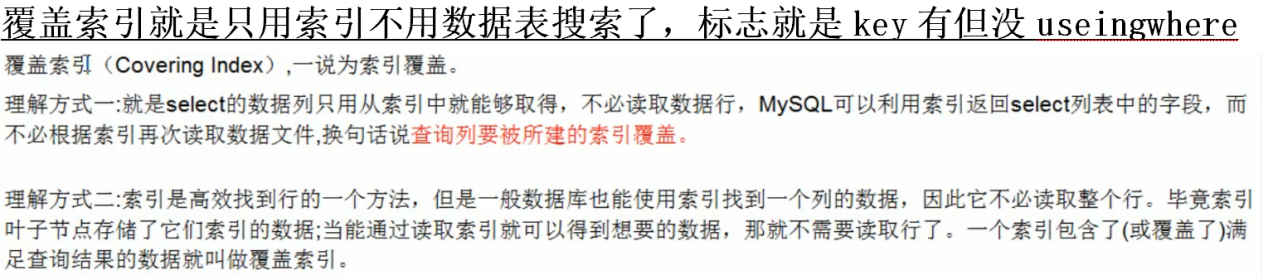 覆盖索引就是只用索引不用数据表搜索了，标志就是 key 有但没 useingwhere
覆盖索引（Covering Index）,一说为索引覆盖。
理解方式一:就是select的数据列只用从索引中就能够取得，不必读取数据行，MySQL可以利用索引返回select列表中的字段，而
不必根据索引再次读取数据文件,换句话说查询列要被所建的索引覆盖。
理解方式二:索引是高效找到行的一个方法，但是一般数据库也能使用索引找到一个列的数据，因此它不必读取整个行。毕竟索引
叶子节点存储了它们索引的数据;当能通过读取索引就可以得到想要的数据，那就不需要读取行了。一个索引包含了(或覆盖了)满
足查询结果的数据就叫做覆盖索引。